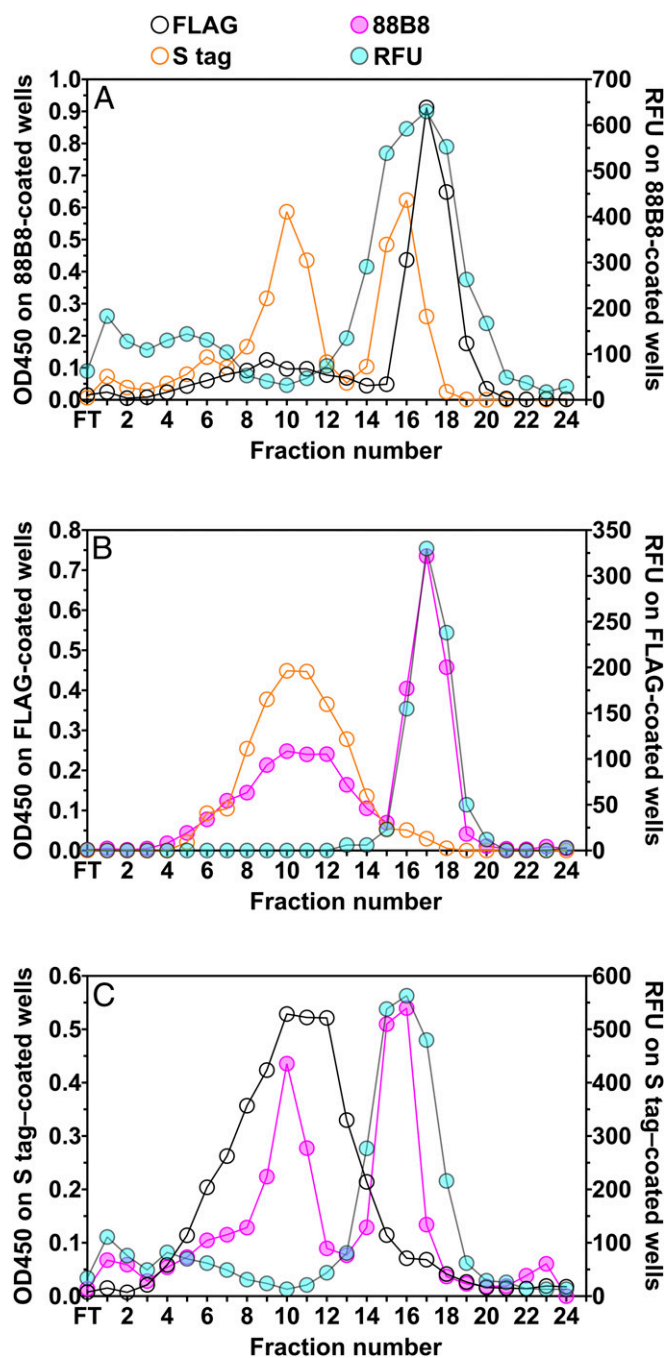 FLAG 88B8
S tag RFU
A
OD450 on 88B8-coated wells
1.0
0.9
0.8
0.7
0.6
0.5
0.4
0.3
0.2
0.1
0.0
700
600
500
400
300
200
100
0
RFU on 88B8-coated wells
FT 2 4 6 8 10 12 14 16 18 20 22 24
Fraction number
B
OD450 on FLAG-coated wells
0.8
0.7
0.6
0.5
0.4
0.3
0.2
0.1
0.0
350
300
250
200
150
100
50
0
RFU on FLAG-coated wells
FT 2 4 6 8 10 12 14 16 18 20 22 24
Fraction number
C
OD450 on S tag–coated wells
0.6
0.5
0.4
0.3
0.2
0.1
0.0
600
500
400
300
200
100
0
RFU on S tag–coated wells
FT 2 4 6 8 10 12 14 16 18 20 22 24
Fraction number